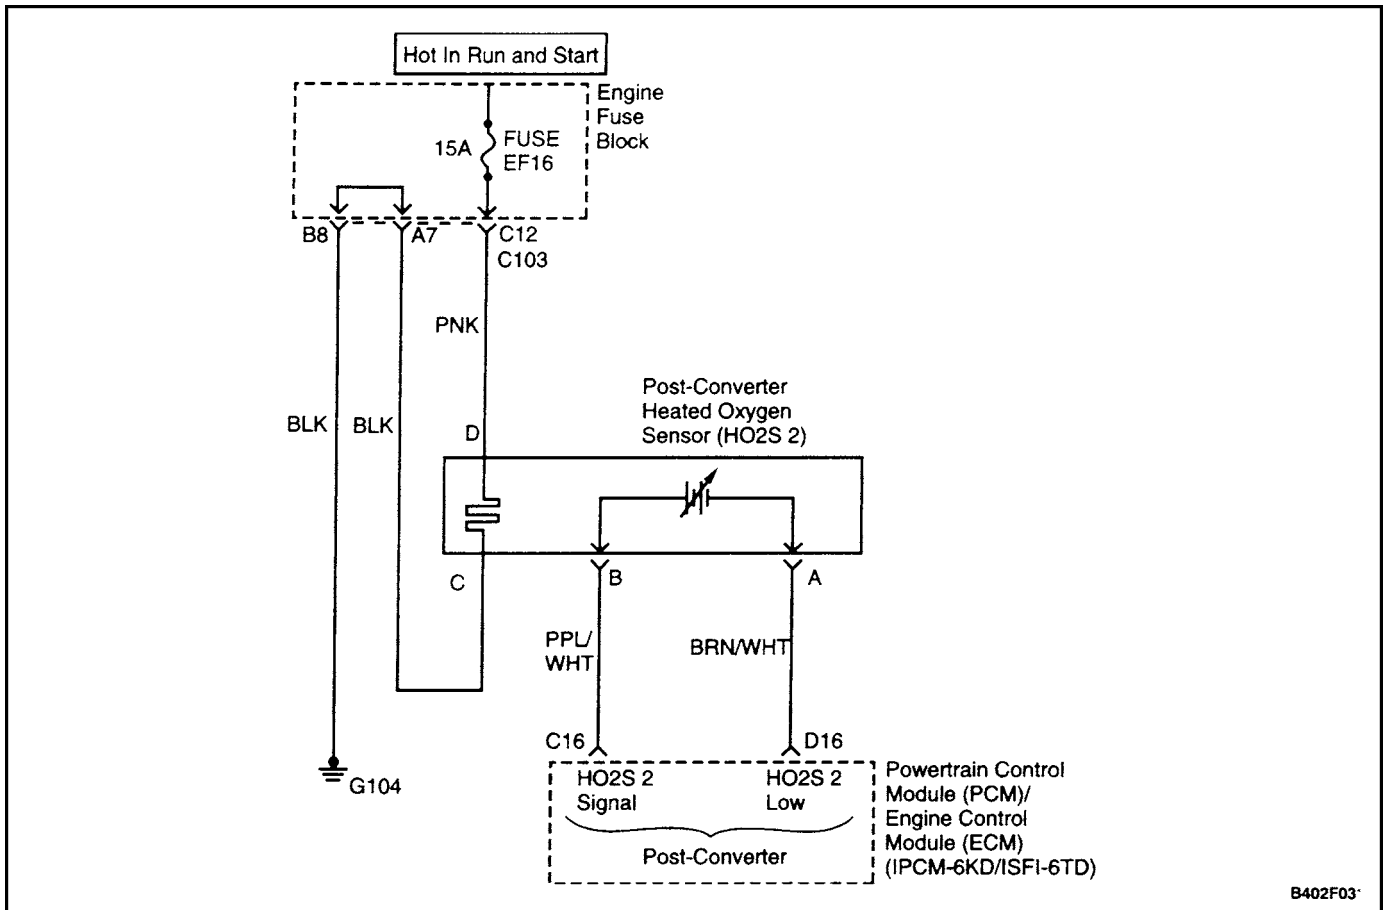 Hot In Run and Start
Engine
Fuse
Block
15A
FUSE
EF16
B8
A7
C12
C103
PNK
BLK
BLK
D
Post-Converter
Heated Oxygen
Sensor (HO2S 2)
C
B
A
PPL/
WHT
BRN/WHT
C16
D16
G104
HO2S 2
Signal
HO2S 2
Low
Post-Converter
Powertrain Control
Module (PCM)/
Engine Control
Module (ECM)
(IPCM-6KD/ISFI-6TD)
B402F03